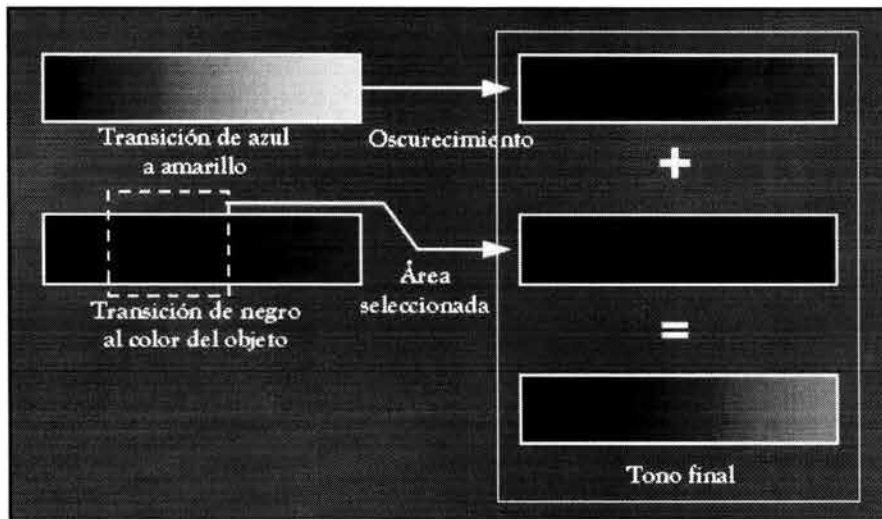 Transición de azul
a amarillo
Oscurecimiento
+
Transición de negro
al color del objeto
Área
seleccionada
=
Tono final